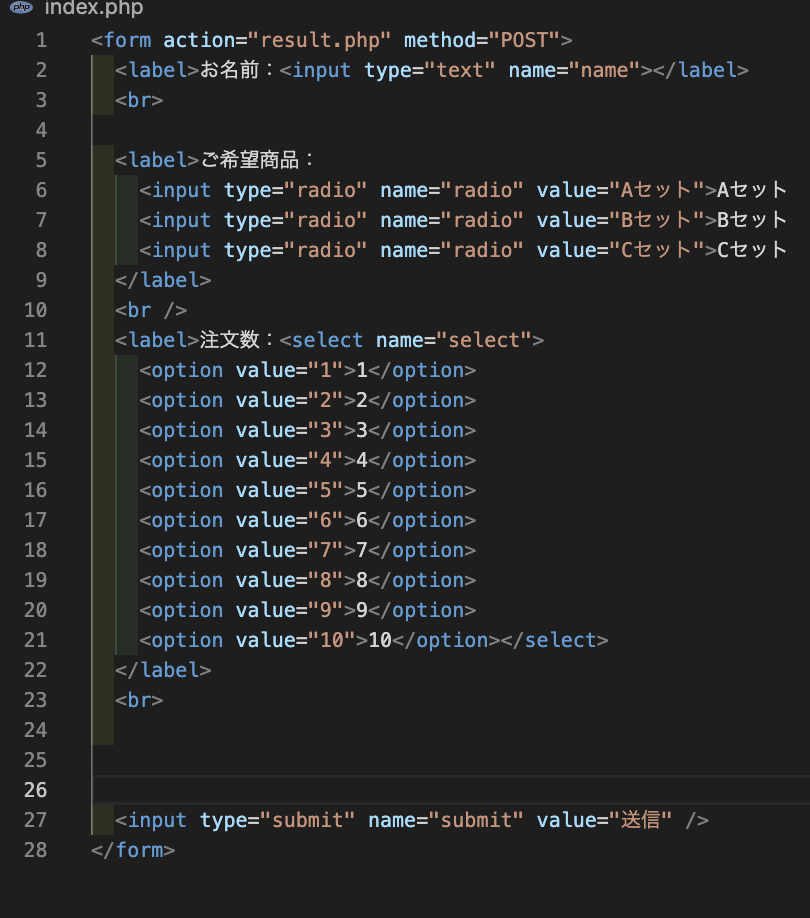 php index.php
1 <form action="result.php" method="POST">
2   <label>お名前：<input type="text" name="name"></label>
3   <br>
4
5   <label>ご希望商品：
6     <input type="radio" name="radio" value="Aセット">Aセット
7     <input type="radio" name="radio" value="Bセット">Bセット
8     <input type="radio" name="radio" value="Cセット">Cセット
9   </label>
10   <br />
11   <label>注文数：<select name="select">
12     <option value="1">1</option>
13     <option value="2">2</option>
14     <option value="3">3</option>
15     <option value="4">4</option>
16     <option value="5">5</option>
17     <option value="6">6</option>
18     <option value="7">7</option>
19     <option value="8">8</option>
20     <option value="9">9</option>
21     <option value="10">10</option></select>
22   </label>
23   <br>
24
25
26
27   <input type="submit" name="submit" value="送信" />
28 </form>